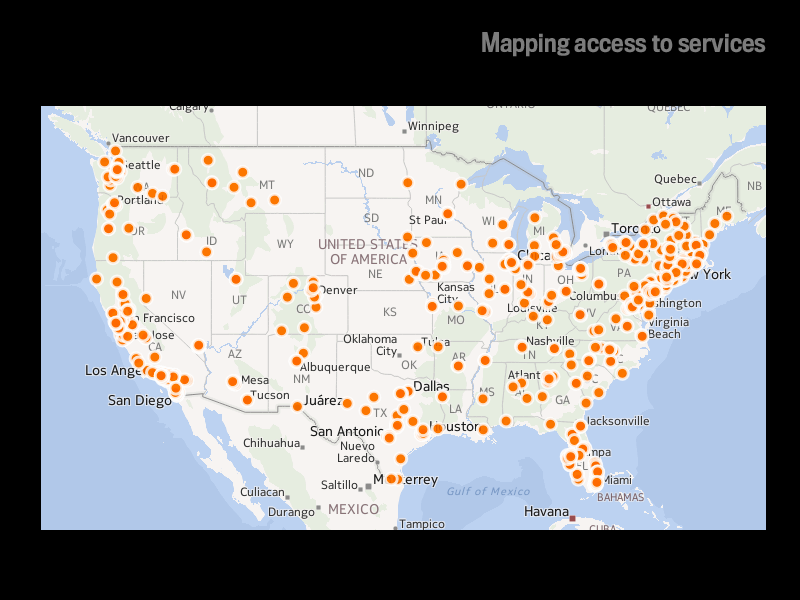 Mapping access to services
Calgary
ONTARIO
QUEBEC
Winnipeg
Vancouver
Seattle
Quebec
Ottawa
NB
ND
MT
MN
Portland
SD
St Paul
WI
MI
Toronto
OR
ID
WY
UNITED STATES
OF AMERICA
NE
PA
New York
NV
UT
Denver
Kansas
City
OH
Columbus
Washington
San Francisco
CO
KS
MO
Louisville
KY
Virginia
Beach
San Jose
CA
Oklahoma
City
Tulsa
Nashville
TN
AZ
Albuquerque
OK
AR
Los Angeles
Mesa
NM
Dallas
MS
Atlanta
GA
San Diego
Tucson
Juárez
TX
LA
Jacksonville
San Antonio
Houston
Chihuahua
Nuevo
Laredo
Tampa
FL
Monterrey
Miami
Saltillo
Culiacan
Gulf of Mexico
BAHAMAS
Durango
MEXICO
Havana
Tampico
CUBA